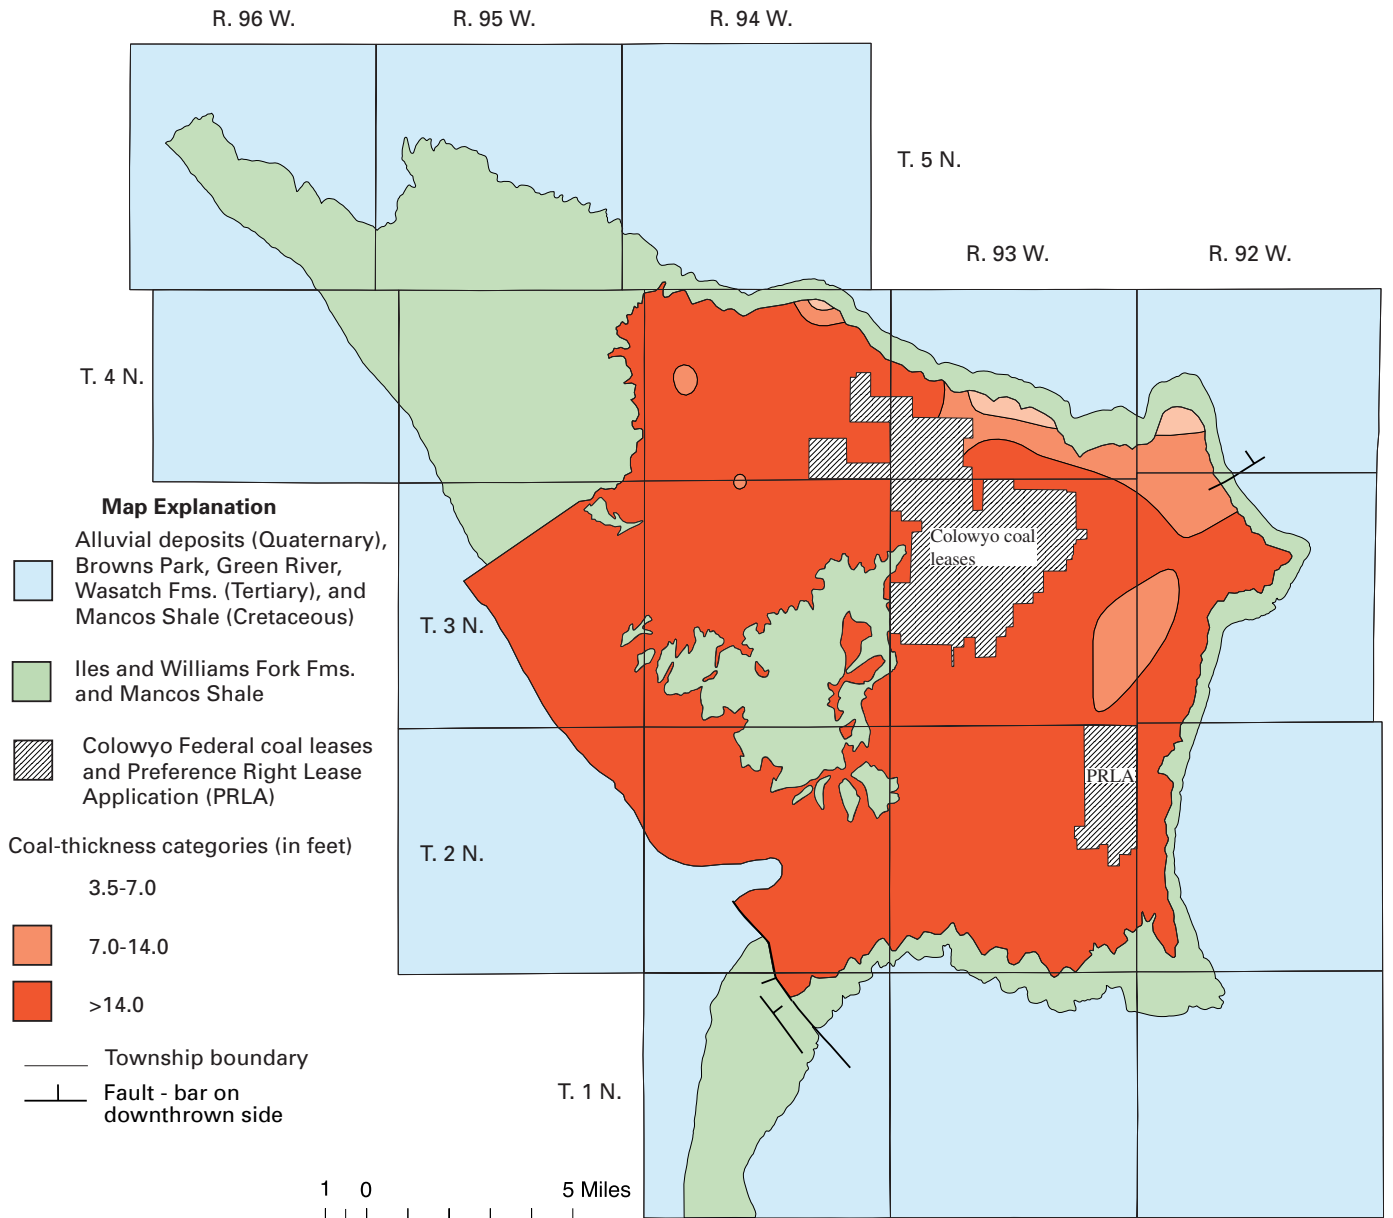 R. 96 W.
R. 95 W.
R. 94 W.
T. 5 N.
R. 93 W.
R. 92 W.
T. 4 N.
Map Explanation
Alluvial deposits (Quaternary),
Browns Park, Green River,
Wasatch Fms. (Tertiary), and
Mancos Shale (Cretaceous)
Iles and Williams Fork Fms.
and Mancos Shale
Colowyo Federal coal leases
and Preference Right Lease
Application (PRLA)
Coal-thickness categories (in feet)
3.5-7.0
7.0-14.0
>14.0
Township boundary
Fault - bar on
downthrown side
Colowyo coal
leases
T. 3 N.
PRLA
T. 2 N.
T. 1 N.
1 0 5 Miles